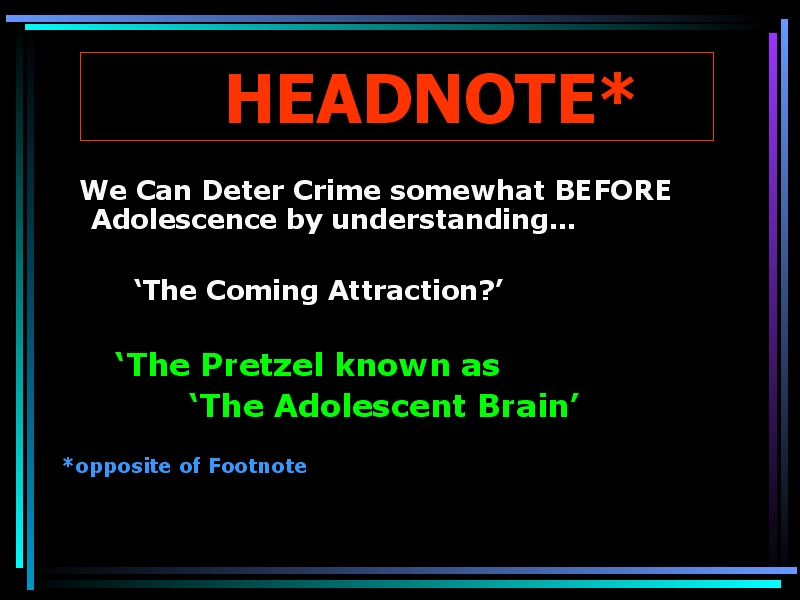 HEADNOTE*
We Can Deter Crime somewhat BEFORE
Adolescence by understanding...
‘The Coming Attraction?’
‘The Pretzel known as
‘The Adolescent Brain’
*opposite of Footnote